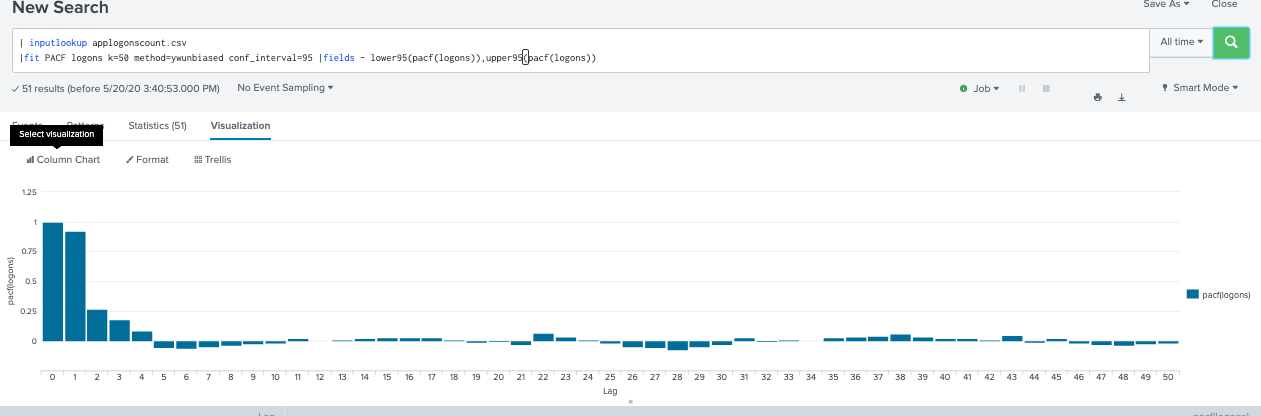 New Search
Save As ▾ Close
| inputlookup applogonscount.csv
|fit PACF logons k=50 method=ywunbiased conf_interval=95 |fields - lower95(pacf(logons)),upper95(pacf(logons))
All time ▾
✓ 51 results (before 5/20/20 3:40:53.000 PM) No Event Sampling ▾
Job ▾
Smart Mode ▾
Events Patterns Statistics (51) Visualization
Select visualization
Column Chart Format Trellis
1.25
1
0.75
0.5
0.25
0
pacf(logons)
pacf(logons)
0 1 2 3 4 5 6 7 8 9 10 11 12 13 14 15 16 17 18 19 20 21 22 23 24 25 26 27 28 29 30 31 32 33 34 35 36 37 38 39 40 41 42 43 44 45 46 47 48 49 50
Lag
Lag pacf(logons)